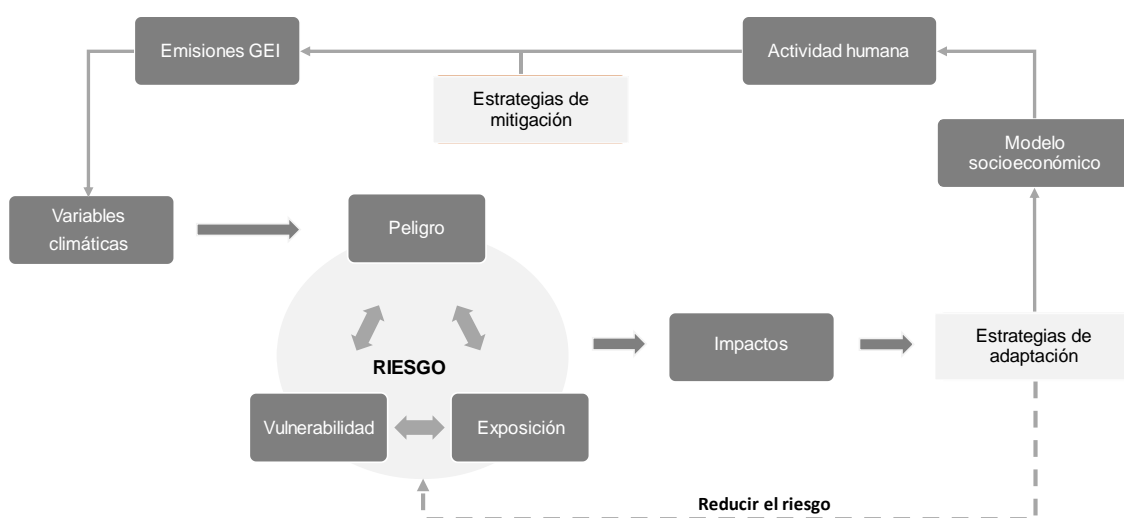 Emisiones GEI
Actividad humana
Estrategias de
mitigación
Modelo
socioeconómico
Variables
climáticas
Peligro
Estrategias de
adaptación
Impactos
RIESGO
Vulnerabilidad
Exposición
Reducir el riesgo